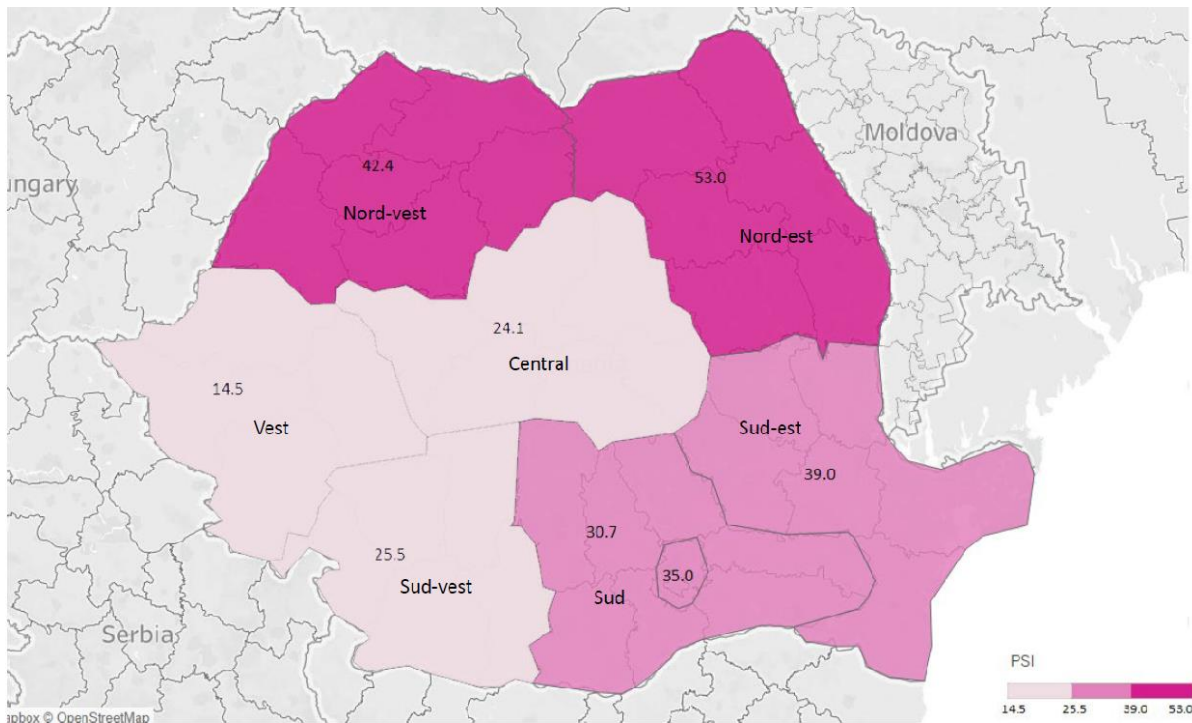 Moldova
ungary
42.4
Nord-vest
53.0
Nord-est
24.1
Central
14.5
Vest
Sud-est
39.0
30.7
25.5
Sud-vest
35.0
Sud
Serbia
PSI
14.5 25.5 39.0 53.0
apbox © OpenStreetMap